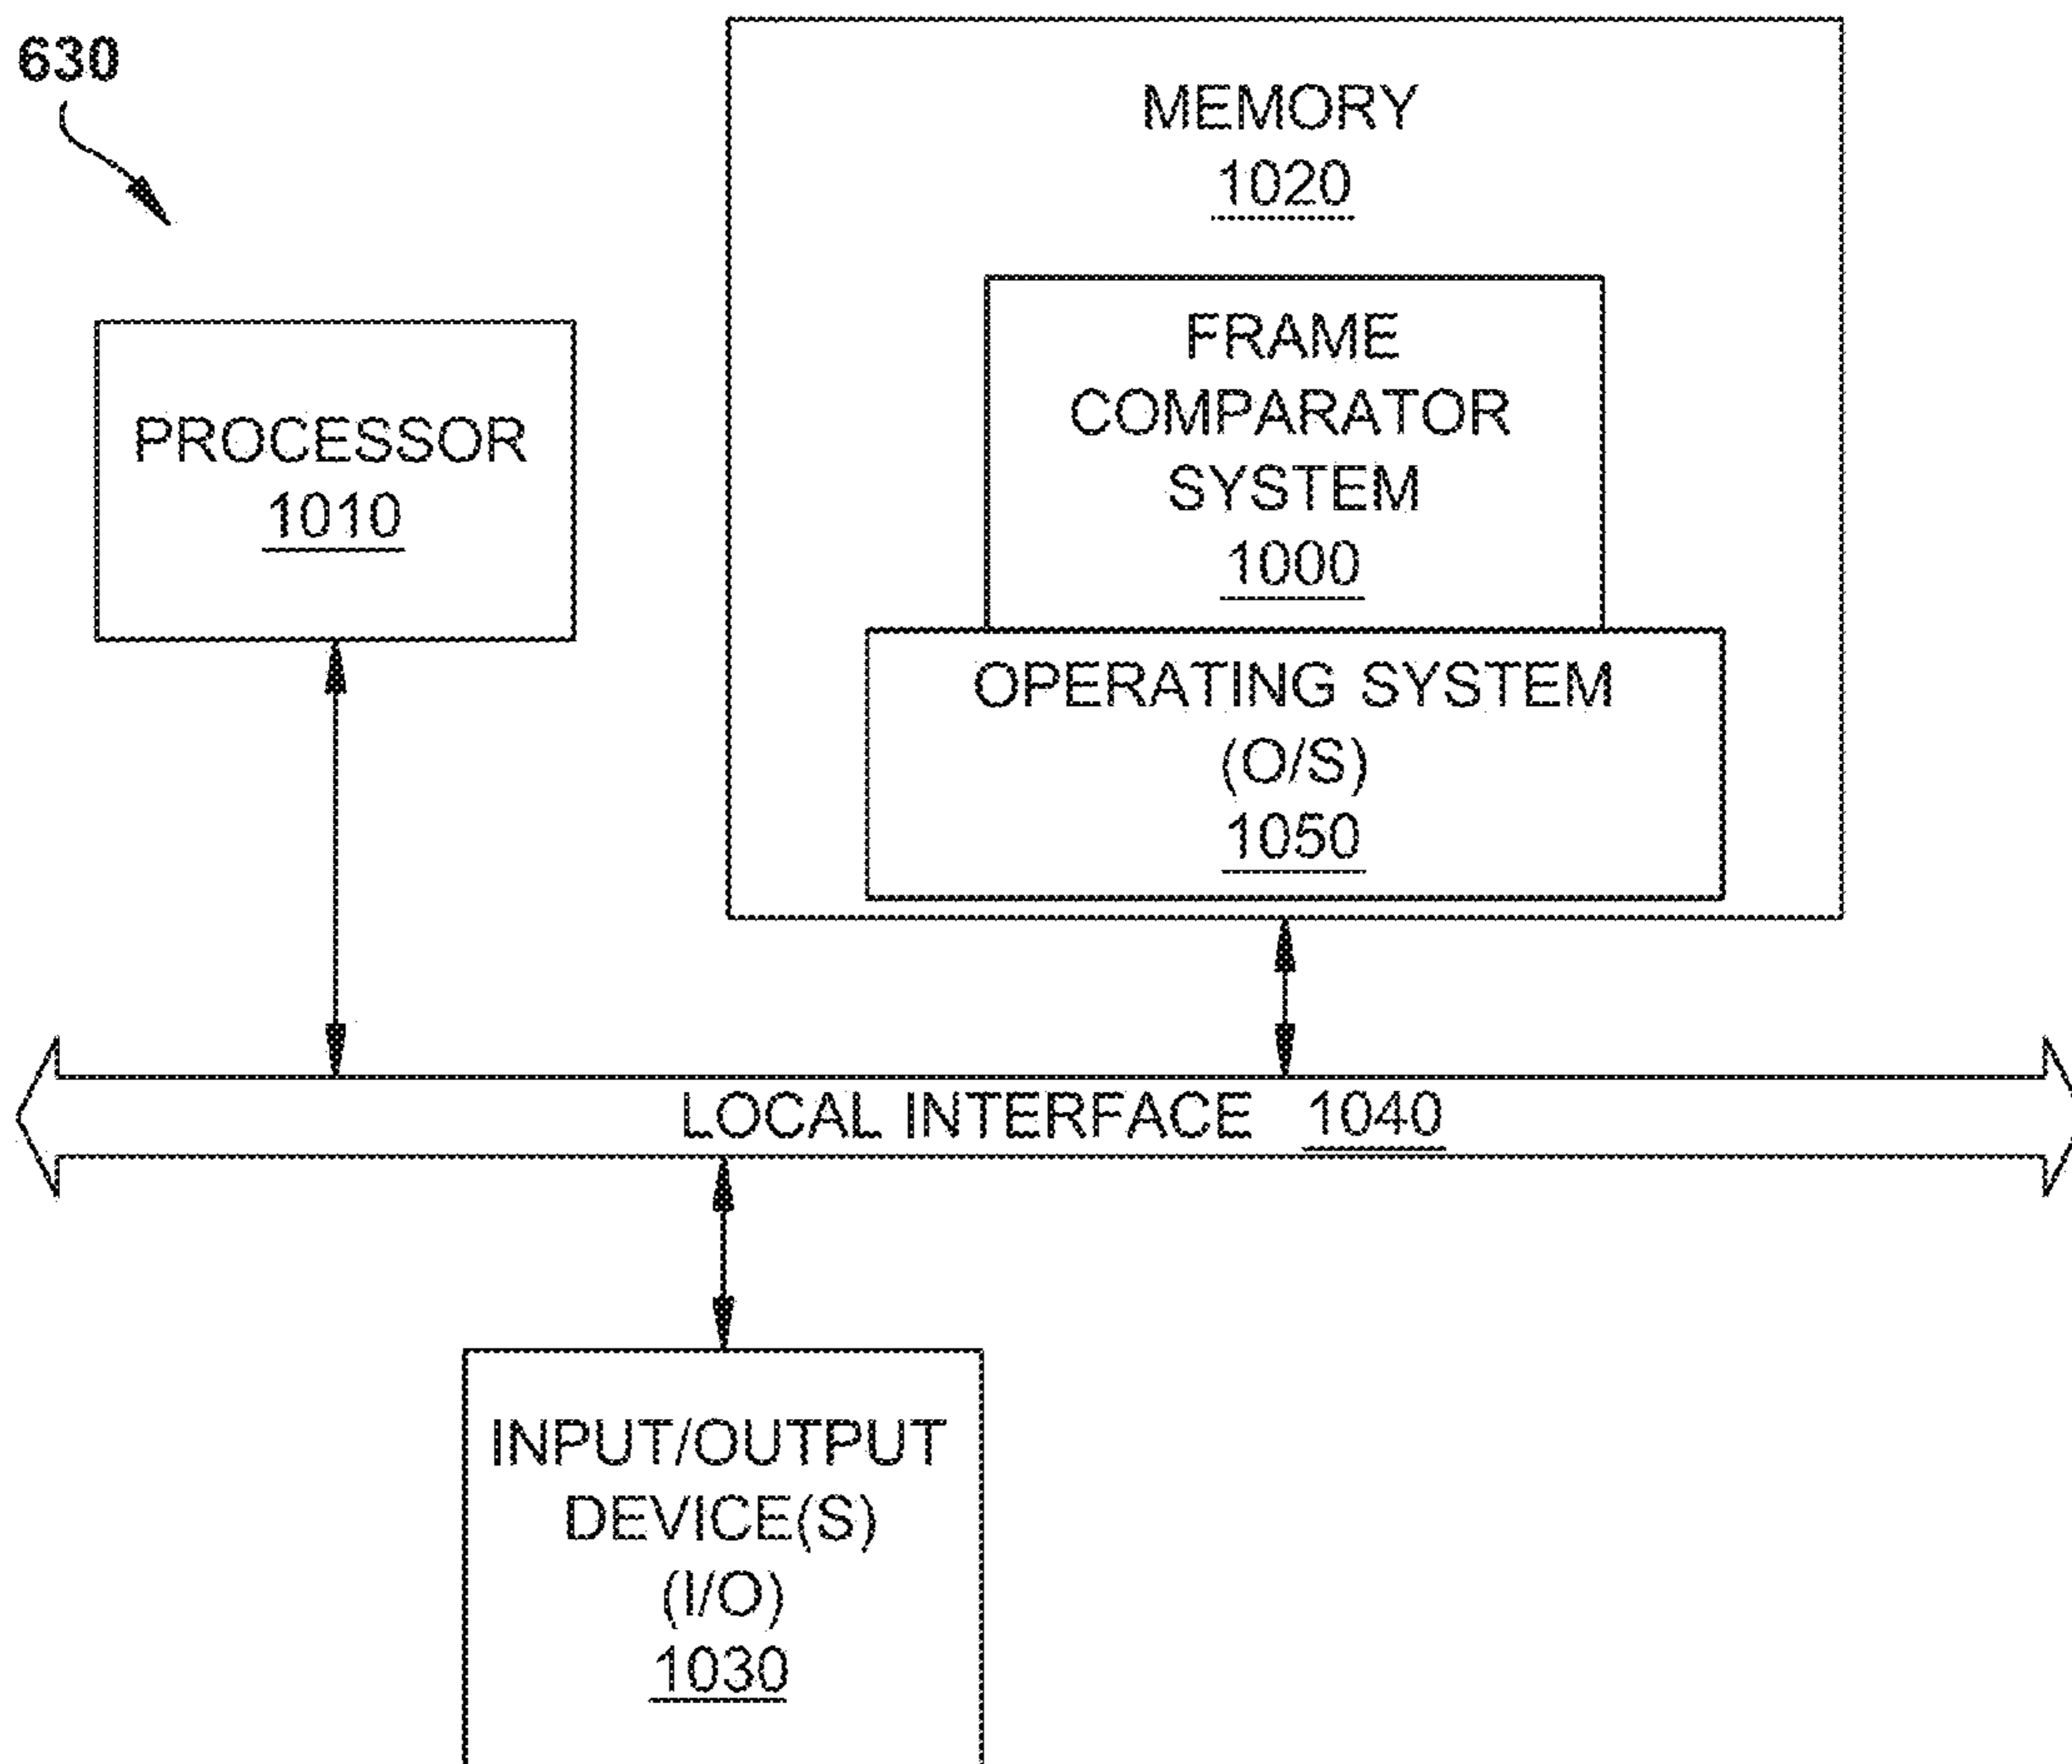 630
MEMORY
1020
FRAME
COMPARATOR
SYSTEM
1000
PROCESSOR
1010
OPERATING SYSTEM
(O/S)
1050
LOCAL INTERFACE 1040
INPUT/OUTPUT
DEVICE(S)
(I/O)
1030